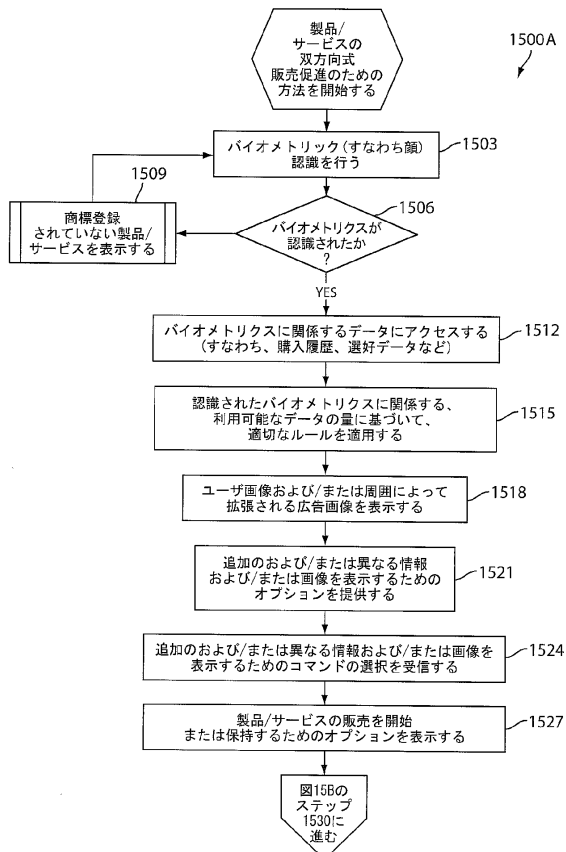 製品/
サービスの
双方向式
販売促進のための
方法を開始する
1500A
バイオメトリック(すなわち顔)
認識を行う
1503
1509
商標登録
されていない製品/
サービスを表示する
1506
バイオメトリクスが
認識されたか
?
YES
バイオメトリクスに関係するデータにアクセスする
(すなわち、購入履歴、選好データなど)
1512
認識されたバイオメトリクスに関係する、
利用可能なデータの量に基づいて、
適切なルールを適用する
1515
ユーザ画像および/または周囲によって
拡張される広告画像を表示する
1518
追加のおよび/または異なる情報
および/または画像を表示するための
オプションを提供する
1521
追加のおよび/または異なる情報および/または画像を
表示するためのコマンドの選択を受信する
1524
製品/サービスの販売を開始
または保持するためのオプションを表示する
1527
図15Bの
ステップ
1530に
進む